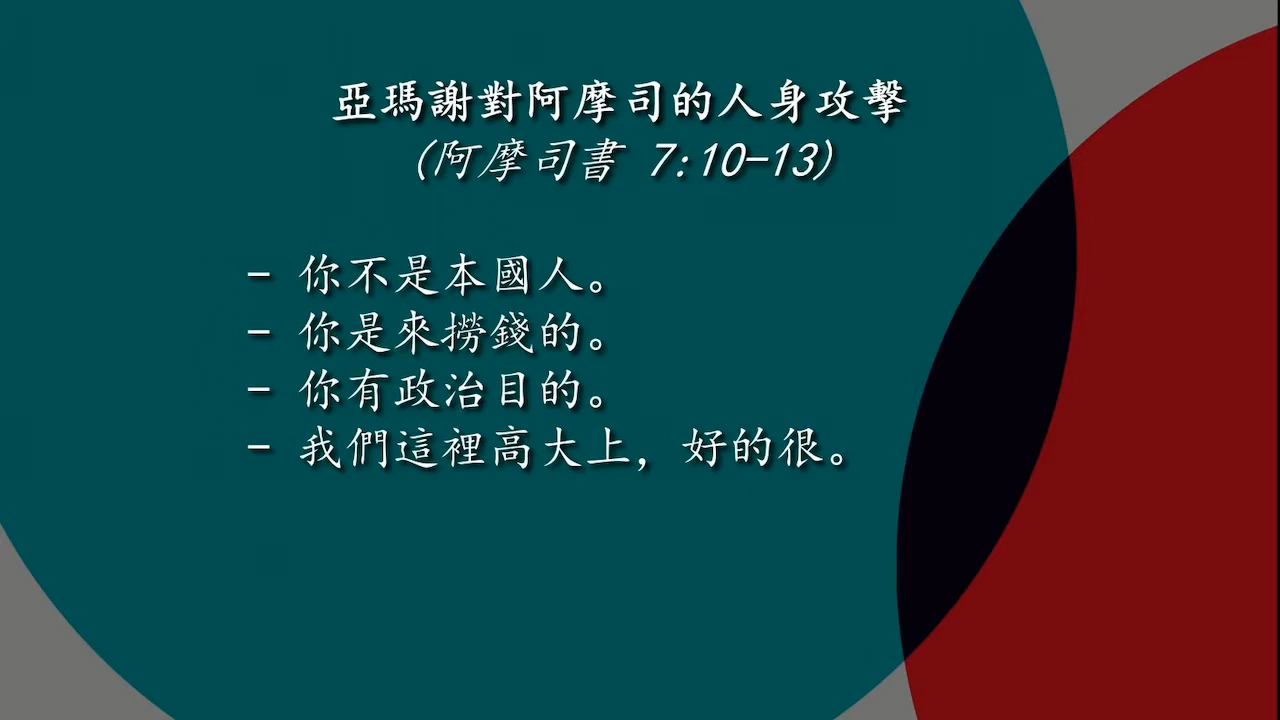 亞瑪謝對阿摩司的人身攻擊
(阿摩司書 7:10-13)
- 你不是本國人。
- 你是來撈錢的。
- 你有政治目的。
- 我們這裡高大上，好的很。